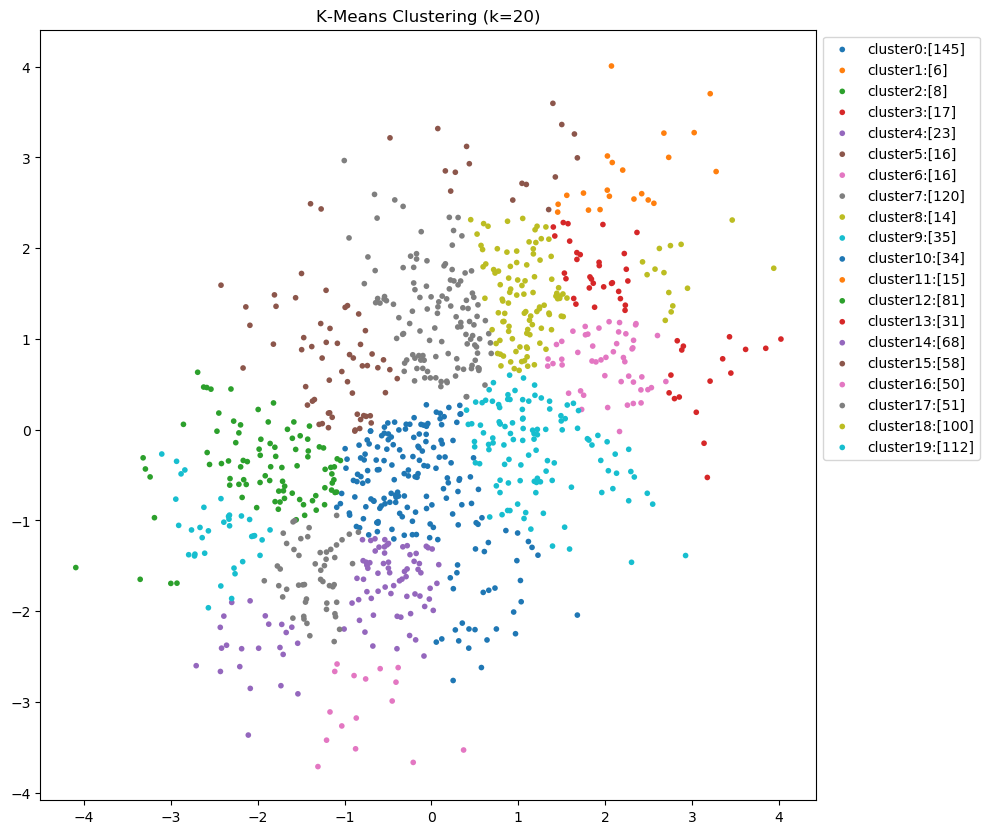 K-Means Clustering (k=20)
cluster0:[145]
cluster1:[6]
cluster2:[8]
cluster3:[17]
cluster4:[23]
cluster5:[16]
cluster6:[16]
cluster7:[120]
cluster8:[14]
cluster9:[35]
cluster10:[34]
cluster11:[15]
cluster12:[81]
cluster13:[31]
cluster14:[68]
cluster15:[58]
cluster16:[50]
cluster17:[51]
cluster18:[100]
cluster19:[112]
4
3
2
1
0
−1
−2
−3
−4
−4 −3 −2 −1 0 1 2 3 4